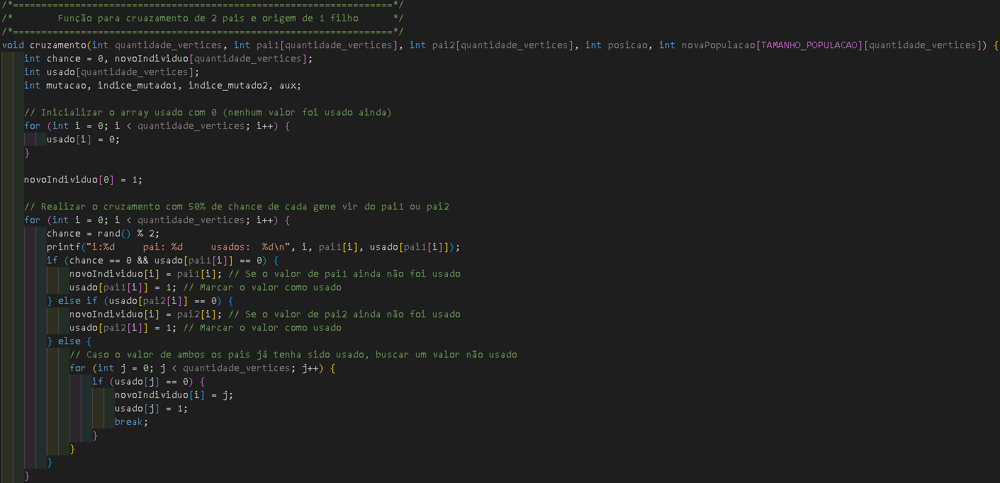 /*===================================================================*/
/*        Função para cruazamento de 2 pais e origem de 1 filho      */
/*===================================================================*/
void cruzamento(int quantidade_vertices, int pai1[quantidade_vertices], int pai2[quantidade_vertices], int posicao, int novaPopulacao[TAMANHO_POPULACAO][quantidade_vertices]) {
    int chance = 0, novoIndividuo[quantidade_vertices];
    int usado[quantidade_vertices];
    int mutacao, indice_mutado1, indice_mutado2, aux;

    // Inicializar o array usado com 0 (nenhum valor foi usado ainda)
    for (int i = 0; i < quantidade_vertices; i++) {
        usado[i] = 0;
    }

    novoIndividuo[0] = 1;

    // Realizar o cruzamento com 50% de chance de cada gene vir do pai1 ou pai2
    for (int i = 0; i < quantidade_vertices; i++) {
        chance = rand() % 2;
        printf("i:%d     pai: %d     usados:  %d\n", i, pai1[i], usado[pai1[i]]);
        if (chance == 0 && usado[pai1[i]] == 0) {
            novoIndividuo[i] = pai1[i]; // Se o valor de pai1 ainda não foi usado
            usado[pai1[i]] = 1; // Marcar o valor como usado
        } else if (usado[pai2[i]] == 0) {
            novoIndividuo[i] = pai2[i]; // Se o valor de pai2 ainda não foi usado
            usado[pai2[i]] = 1; // Marcar o valor como usado
        } else {
            // Caso o valor de ambos os pais já tenha sido usado, buscar um valor não usado
            for (int j = 0; j < quantidade_vertices; j++) {
                if (usado[j] == 0) {
                    novoIndividuo[i] = j;
                    usado[j] = 1;
                    break;
                }
            }
        }
    }